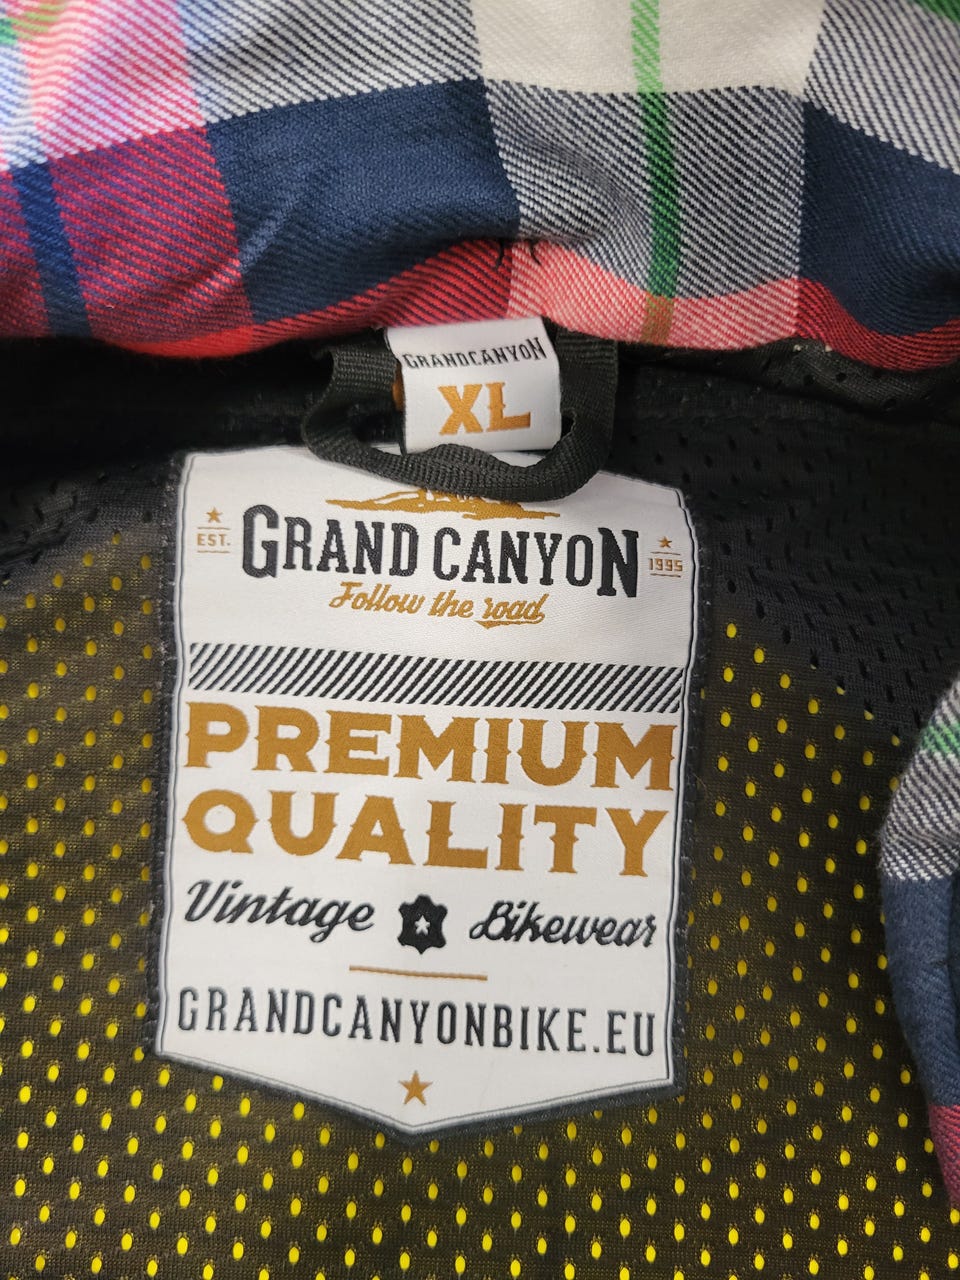 GRANDCANYON
XL
EST. GRAND CANYON 1995
Follow the road
PREMIUM
QUALITY
Vintage Bikewear
GRANDCANYONBIKE.EU